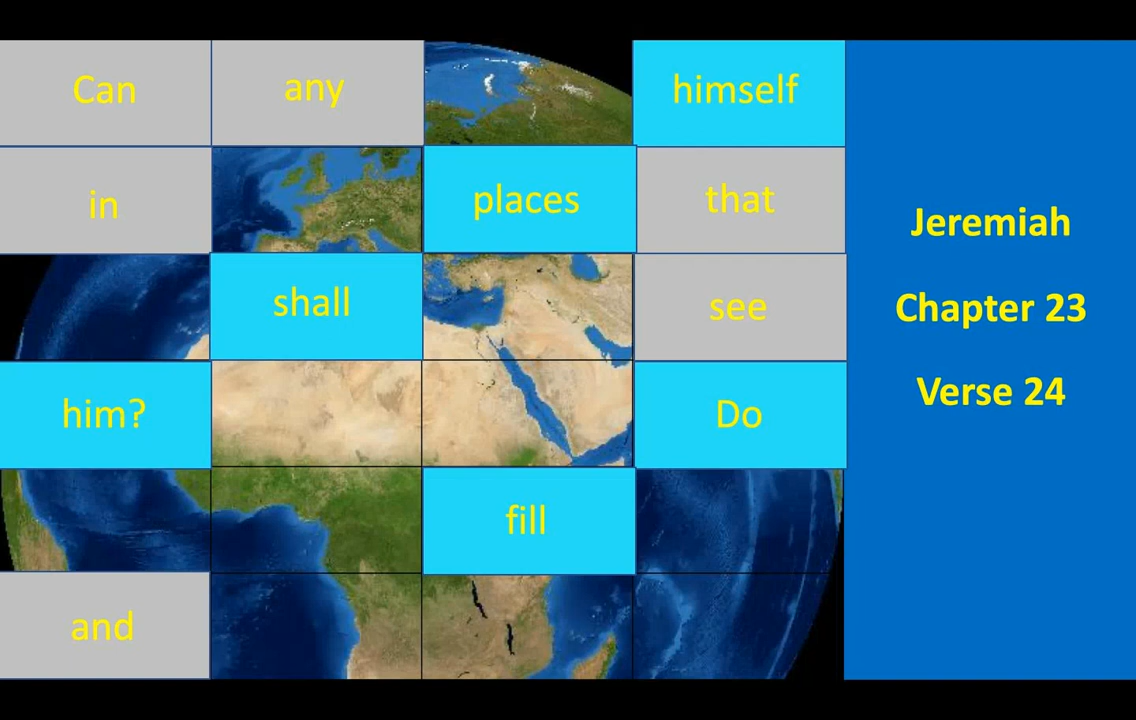 Can any himself
in places that
shall see
him? Do
fill
and
Jeremiah
Chapter 23
Verse 24